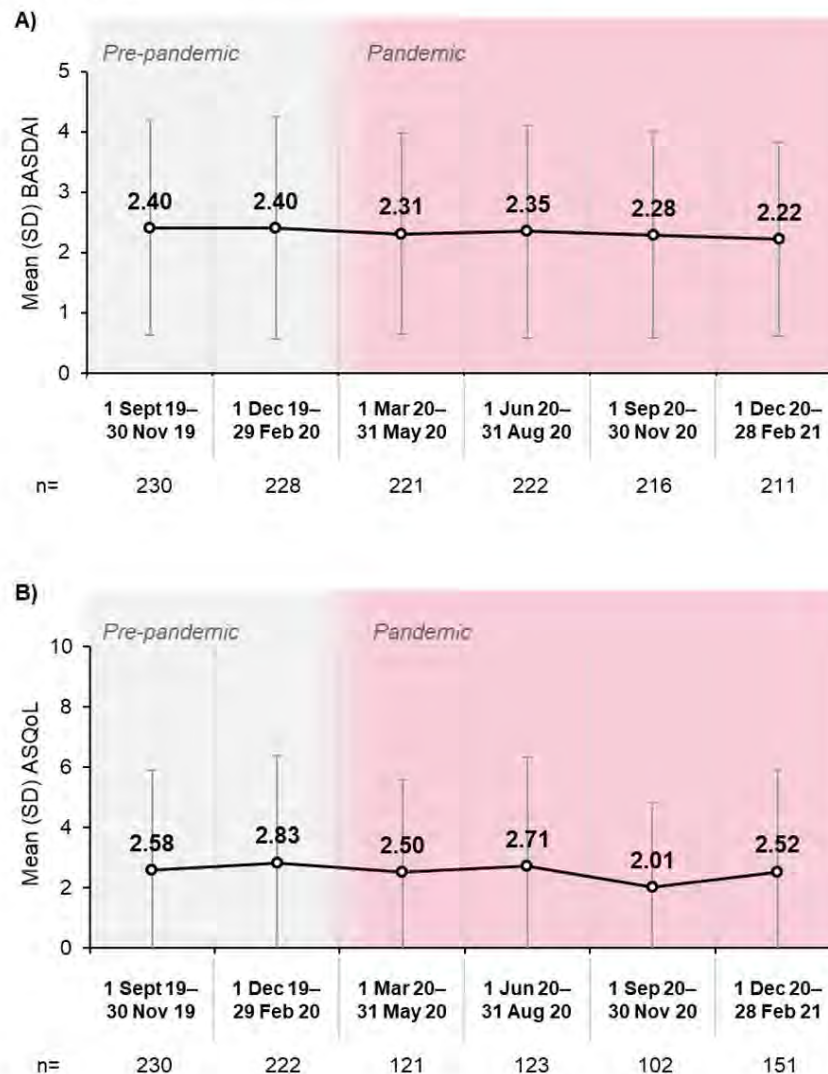 A)
Pre-pandemic
Pandemic
5
4
3
2
1
0
Mean (SD) BASDAI
2.40
2.40
2.31
2.35
2.28
2.22
1 Sept 19–
30 Nov 19
1 Dec 19–
29 Feb 20
1 Mar 20–
31 May 20
1 Jun 20–
31 Aug 20
1 Sep 20–
30 Nov 20
1 Dec 20–
28 Feb 21
n= 230 228 221 222 216 211
B)
Pre-pandemic
Pandemic
10
8
6
4
2
0
Mean (SD) ASQoL
2.58
2.83
2.50
2.71
2.01
2.52
1 Sept 19–
30 Nov 19
1 Dec 19–
29 Feb 20
1 Mar 20–
31 May 20
1 Jun 20–
31 Aug 20
1 Sep 20–
30 Nov 20
1 Dec 20–
28 Feb 21
n= 230 222 121 123 102 151